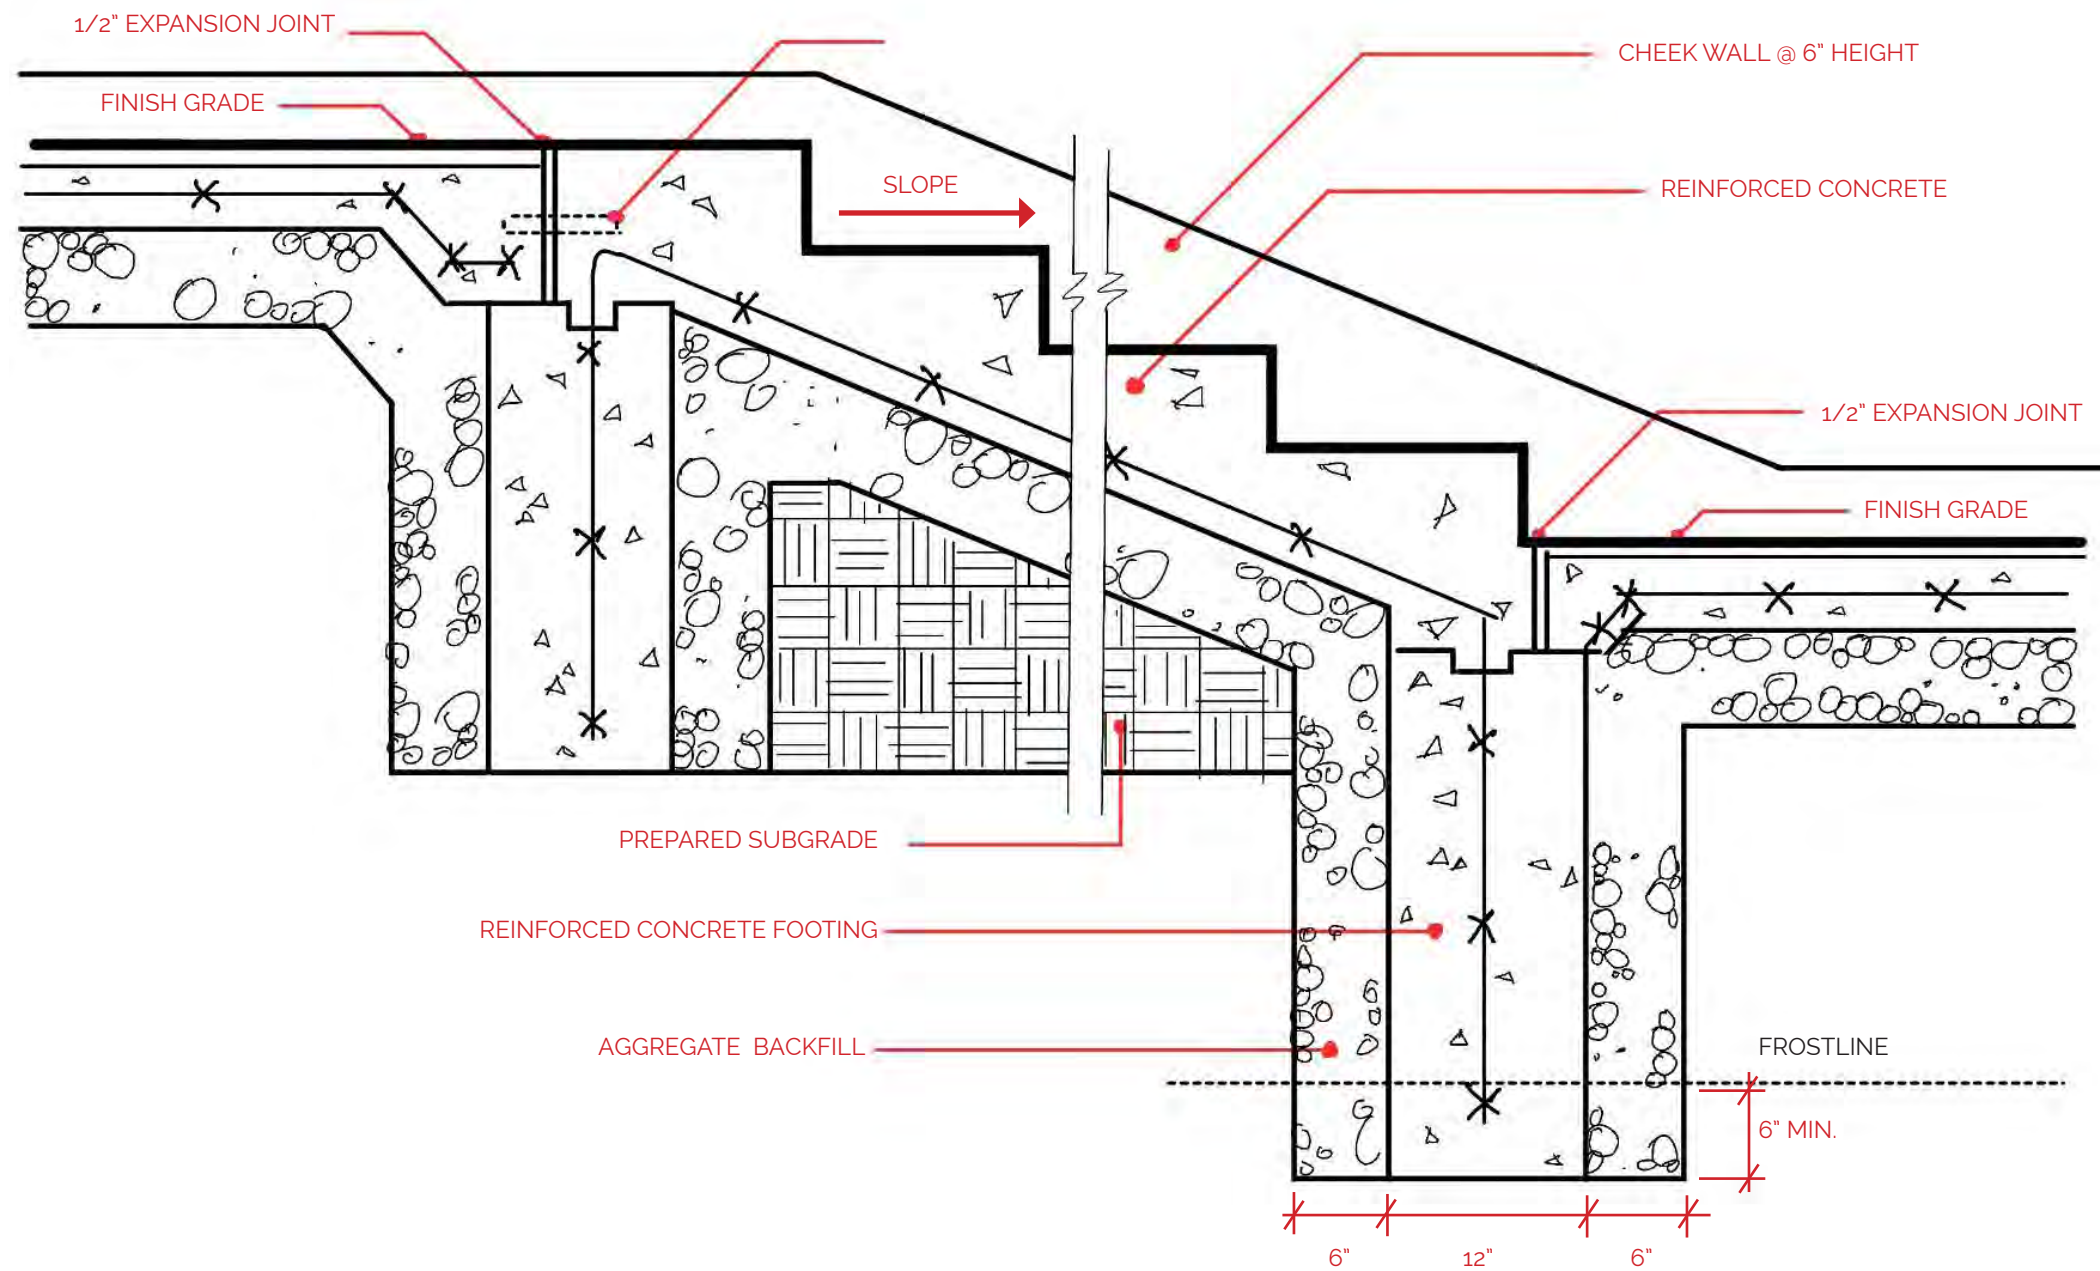 1/2" EXPANSION JOINT
CHEEK WALL @ 6" HEIGHT
FINISH GRADE
SLOPE
REINFORCED CONCRETE
1/2" EXPANSION JOINT
FINISH GRADE
PREPARED SUBGRADE
REINFORCED CONCRETE FOOTING
AGGREGATE BACKFILL
FROSTLINE
6" MIN.
6" 12" 6"